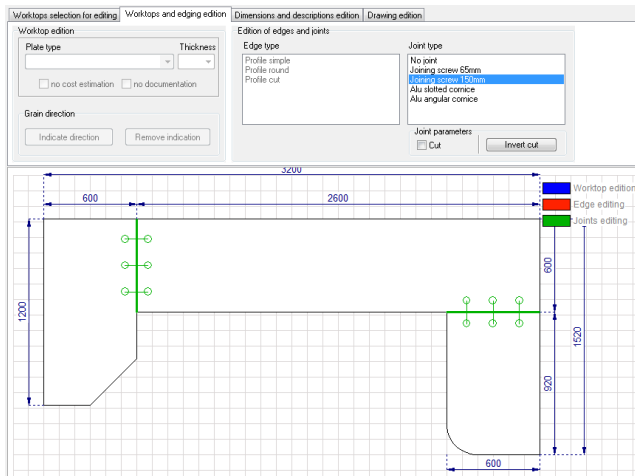 Worktops selection for editing Worktops and edging edition Dimensions and descriptions edition Drawing edition
Worktop edition Edition of edges and joints
Plate type Thickness Edge type Joint type
Profile simple No joint
Profile round Joining screw 65mm
Profile cut Joining screw 150mm
no cost estimation no documentation Alu slotted cornice
Alu angular cornice
Grain direction
Joint parameters
Indicate direction Remove indication Cut Invert cut
3200
600 2600 Worktop edition
Edge editing
Joints editing
600
1200
1520
920
600